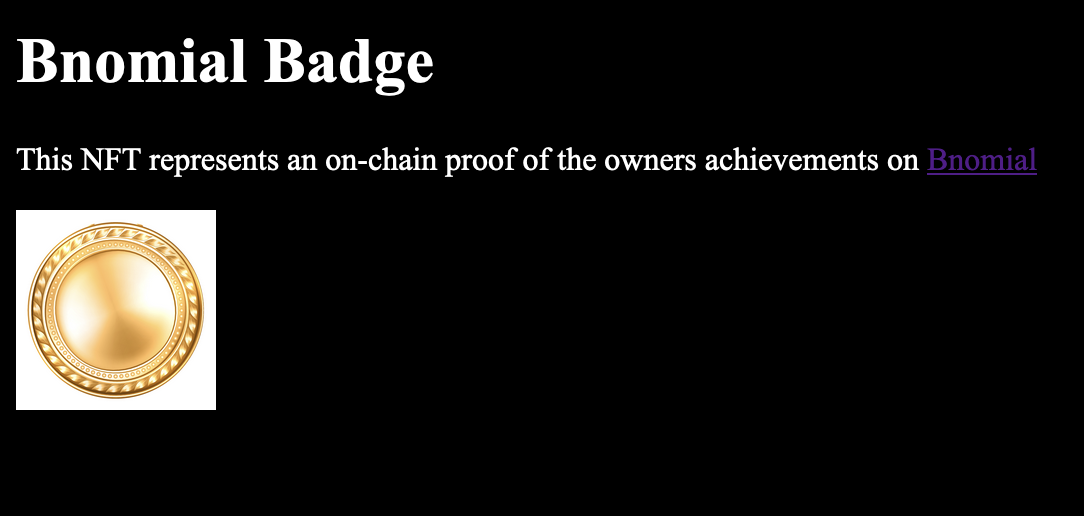 Bnomial Badge
This NFT represents an on-chain proof of the owners achievements on Bnomial